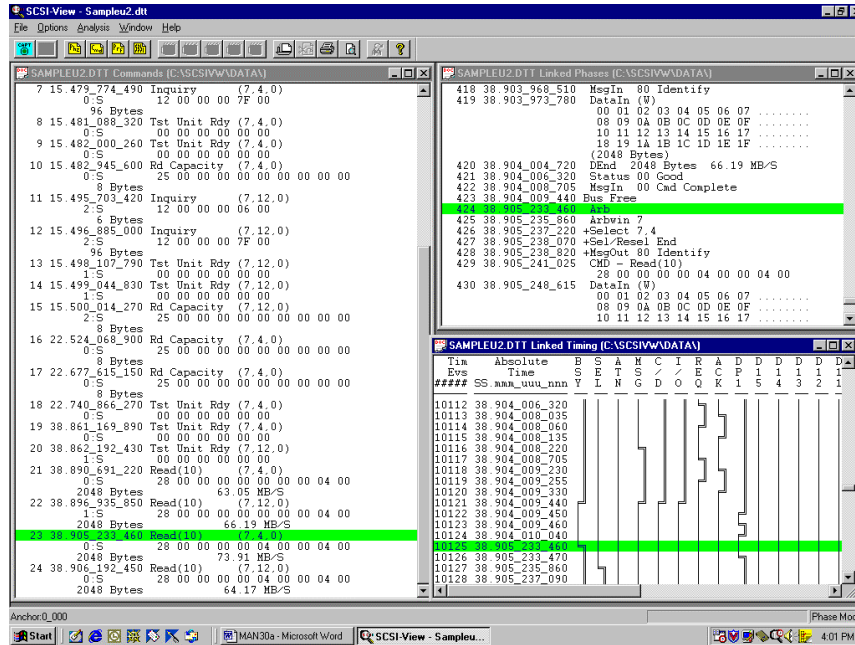 SCSI-View - Sampleu2.dtt
File Options Analysis Window Help
SAMPLEU2.DTT Commands (C:\SCSIVW\DATA\)
7 15.479_774_490 Inquiry (7,4,0)
0:S 12 00 00 00 7F 00
96 Bytes
8 15.481_088_320 Tst Unit Rdy (7,4,0)
0:S 00 00 00 00 00 00
9 15.482_000_260 Tst Unit Rdy (7,4,0)
0:S 00 00 00 00 00 00
10 15.482_945_600 Rd Capacity (7,4,0)
0:S 25 00 00 00 00 00 00 00 00 00
8 Bytes
11 15.495_703_420 Inquiry (7,12,0)
2:S 12 00 00 00 06 00
6 Bytes
12 15.496_885_000 Inquiry (7,12,0)
2:S 12 00 00 00 7F 00
96 Bytes
13 15.498_107_790 Tst Unit Rdy (7,12,0)
1:S 00 00 00 00 00 00
14 15.499_044_830 Tst Unit Rdy (7,12,0)
1:S 00 00 00 00 00 00
15 15.500_014_270 Rd Capacity (7,12,0)
2:S 25 00 00 00 00 00 00 00 00 00
8 Bytes
16 22.524_068_900 Rd Capacity (7,4,0)
0:S 25 00 00 00 00 00 00 00 00 00
8 Bytes
17 22.677_615_150 Rd Capacity (7,4,0)
0:S 25 00 00 00 00 00 00 00 00 00
8 Bytes
18 22.740_866_270 Tst Unit Rdy (7,4,0)
0:S 00 00 00 00 00 00
19 38.861_169_890 Tst Unit Rdy (7,4,0)
0:S 00 00 00 00 00 00
20 38.862_192_430 Tst Unit Rdy (7,12,0)
1:S 00 00 00 00 00 00
21 38.890_691_220 Read(10) (7,4,0)
0:S 28 00 00 00 00 00 00 00 04 00
2048 Bytes 63.05 MB/S
22 38.896_935_850 Read(10) (7,12,0)
1:S 28 00 00 00 00 00 00 00 04 00
2048 Bytes 66.19 MB/S
23 38.905_233_460 Read(10) (7,4,0)
0:S 28 00 00 00 00 04 00 00 04 00
2048 Bytes 73.91 MB/S
24 38.906_192_450 Read(10) (7,12,0)
0:S 28 00 00 00 00 04 00 00 04 00
2048 Bytes 64.17 MB/S
SAMPLEU2.DTT Linked Phases (C:\SCSIVW\DATA\)
418 38.903_968_510 MsgIn 80 Identify
419 38.903_973_780 DataIn (W)
00 01 02 03 04 05 06 07 ........
08 09 0A 0B 0C 0D 0E 0F ........
10 11 12 13 14 15 16 17 ........
18 19 1A 1B 1C 1D 1E 1F ........
(2048 Bytes)
420 38.904_004_720 DEnd 2048 Bytes 66.19 MB/S
421 38.904_006_320 Status 00 Good
422 38.904_008_705 MsgIn 00 Cmd Complete
423 38.904_009_440 Bus Free
424 38.905_233_460 Arb
425 38.905_235_860 Arbwin 7
426 38.905_237_220 +Select 7,4
427 38.905_238_070 +Sel/Resel End
428 38.905_238_820 +MsgOut 80 Identify
429 38.905_241_025 CMD - Read(10)
28 00 00 00 00 04 00 00 04 00
430 38.905_248_615 DataIn (W)
00 01 02 03 04 05 06 07 ........
08 09 0A 0B 0C 0D 0E 0F ........
10 11 12 13 14 15 16 17 ........
SAMPLEU2.DTT Linked Timing (C:\SCSIVW\DATA\)
Tim Absolute B S A M C I R A D D D D D D
Evs Time S E T S / / E C P 1 1 1 1 1
##### SS.mmm_uuu_nnn Y L N G D O Q K 1 5 4 3 2 1
10112 38.904_006_320
10113 38.904_008_035
10114 38.904_008_060
10115 38.904_008_135
10116 38.904_008_220
10117 38.904_008_705
10118 38.904_009_230
10119 38.904_009_255
10120 38.904_009_330
10121 38.904_009_440
10122 38.904_009_450
10123 38.904_009_460
10124 38.904_010_040
10125 38.905_233_460
10126 38.905_233_470
10127 38.905_235_860
10128 38.905_237_090
Anchor:0_000
Phase Mod
Start
MAN30a - Microsoft Word
SCSI-View - Sampleu...
4:01 PM